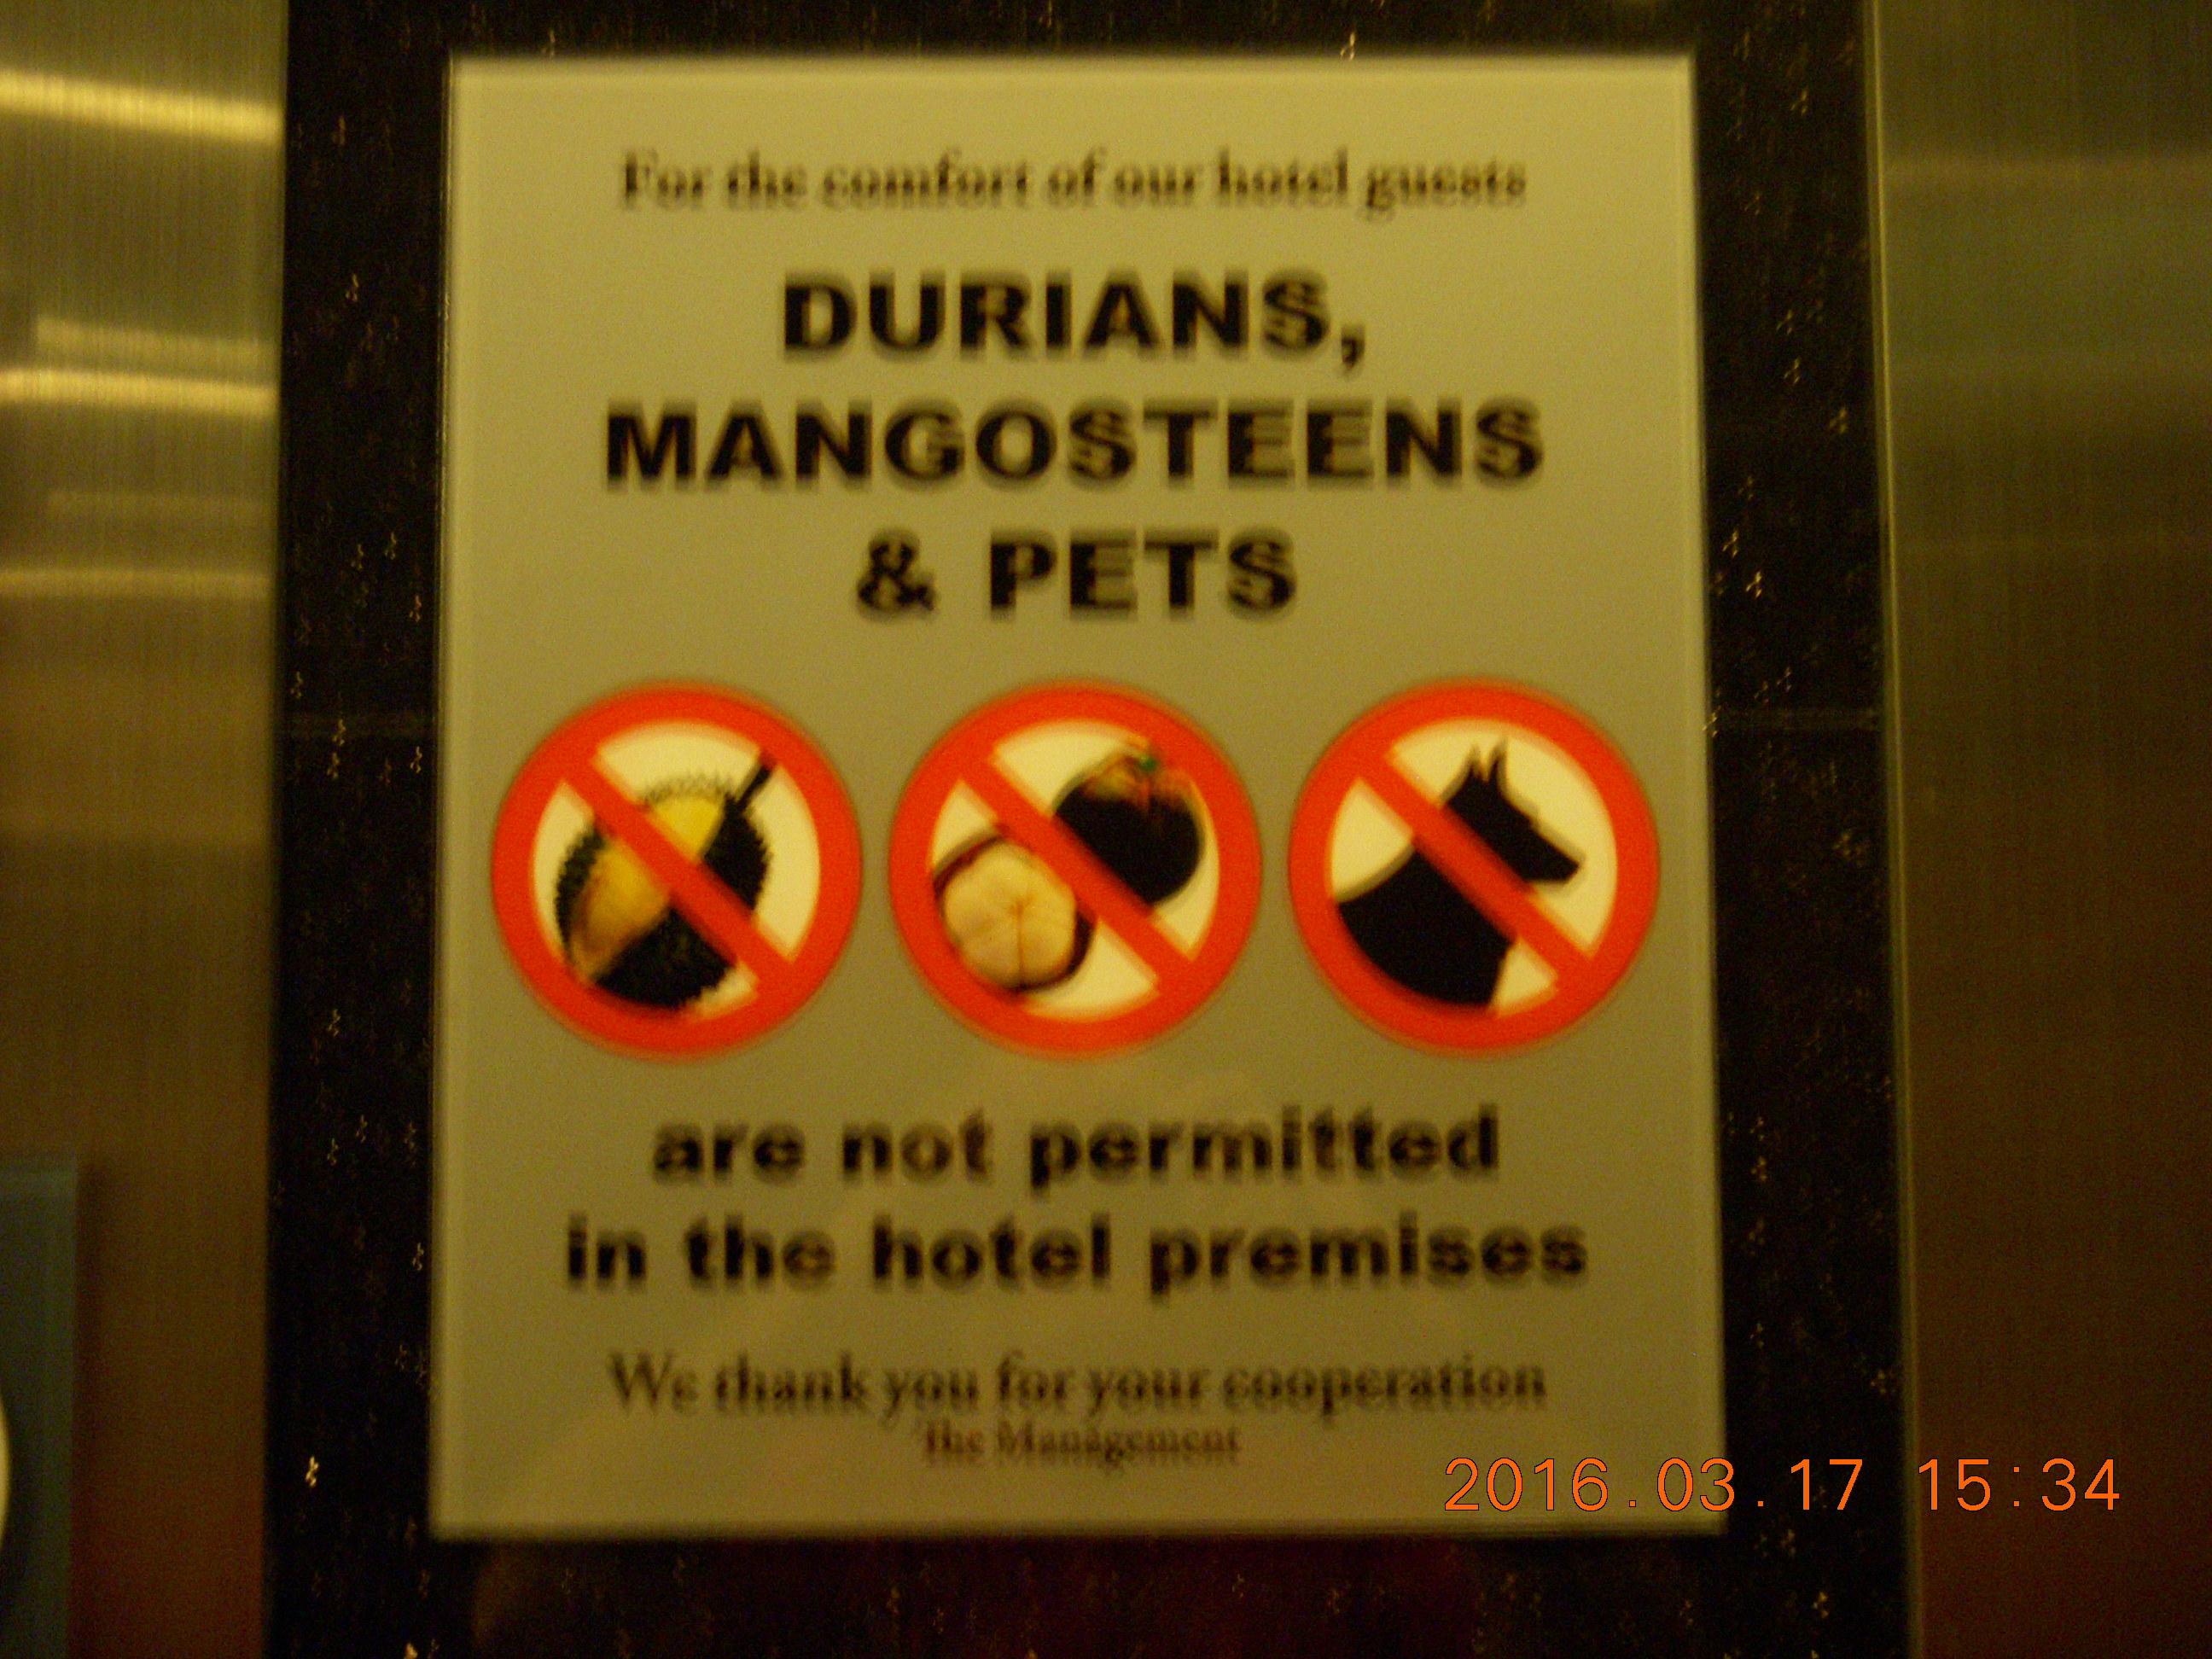 For the comfort of our hotel guests
DURIANS,
MANGOSTEENS
& PETS
are not permitted
in the hotel premises
We thank you for your cooperation
The Management
2016.03.17 15:34